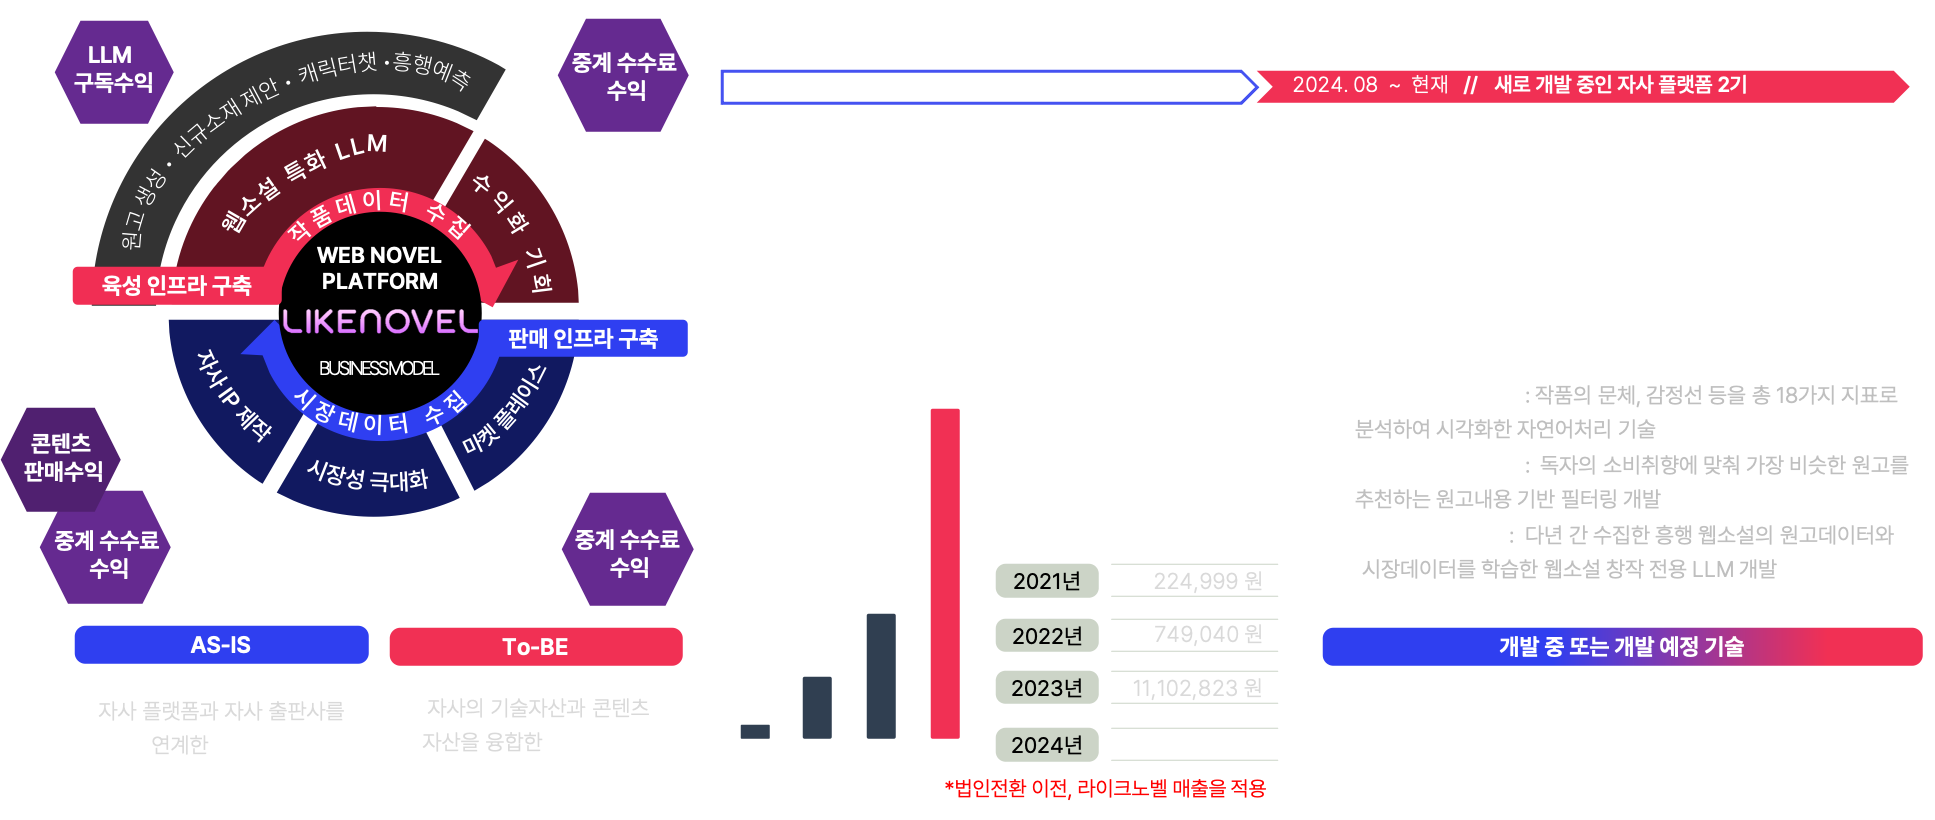 LLM
구독수익
중계 수수료
수익
원고 생성 • 신규소재 제안 • 캐릭터챗 • 흥행예측
웹소설 특화 LLM
수익화 기회
작품데이터 수집
육성 인프라 구축
WEB NOVEL
PLATFORM
LIKENOVEL
BUSINESS MODEL
판매 인프라 구축
시장데이터 수집
자사 IP 제작
시장성 극대화
마켓 플레이스
콘텐츠
판매수익
중계 수수료
수익
중계 수수료
수익
AS-IS
To-BE
자사 플랫폼과 자사 출판사를
연계한
자사의 기술자산과 콘텐츠
자산을 융합한
2024. 08 ~ 현재 // 새로 개발 중인 자사 플랫폼 2기
2021년 224,999 원
2022년 749,040 원
2023년 11,102,823 원
2024년
*법인전환 이전, 라이크노벨 매출을 적용
: 작품의 문체, 감정선 등을 총 18가지 지표로
분석하여 시각화한 자연어처리 기술
: 독자의 소비취향에 맞춰 가장 비슷한 원고를
추천하는 원고내용 기반 필터링 개발
: 다년 간 수집한 흥행 웹소설의 원고데이터와
시장데이터를 학습한 웹소설 창작 전용 LLM 개발
개발 중 또는 개발 예정 기술